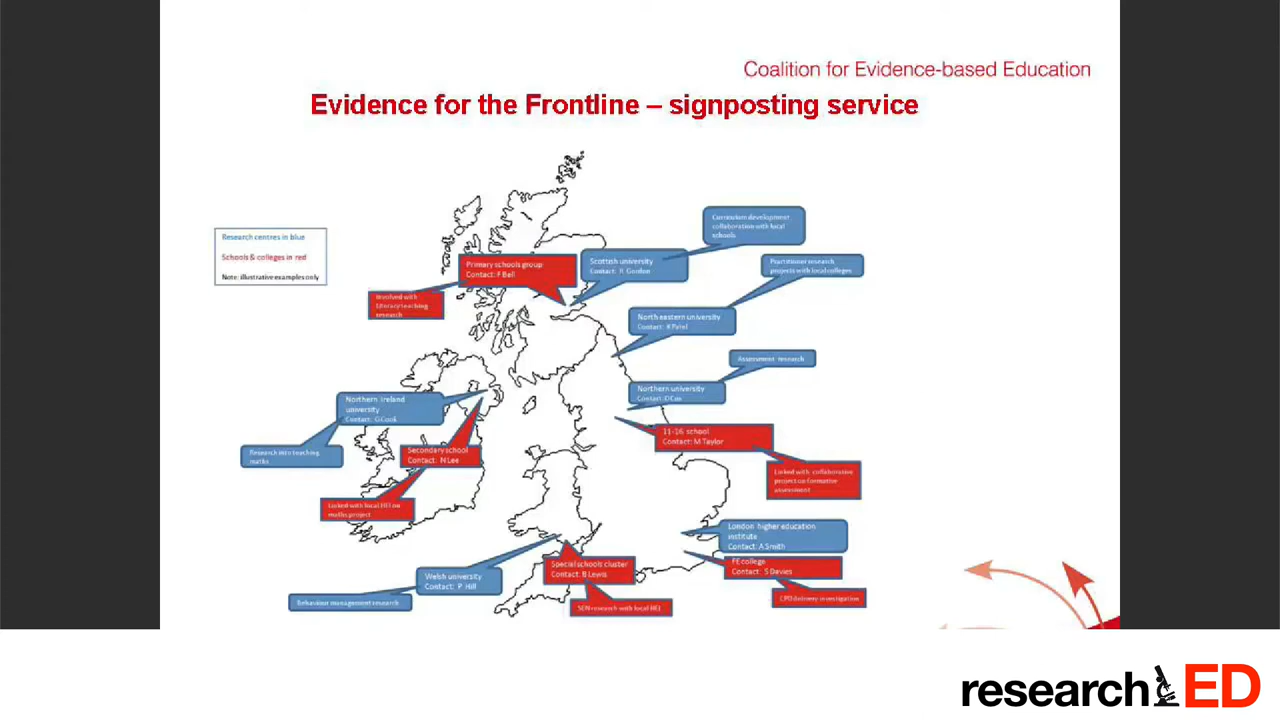 Coalition for Evidence-based Education
Evidence for the Frontline – signposting service
Research centres in blue
Schools & colleges in red
Note: illustrative examples only
Curriculum development
collaboration with local
schools
Primary schools group
Contact: F Bell
Scottish university
Contact: R Gordon
Practitioner research
projects with local colleges
Involved with
literacy teaching
research
North eastern university
Contact: K Patel
Assessment research
Northern university
Contact: D Cox
Northern Ireland
university
Contact: G Cook
11-16 school
Contact: M Taylor
Research into teaching
maths
Secondary school
Contact: N Lee
Linked with collaborative
project on formative
assessment
Linked with local HEI on
maths project
London higher education
institute
Contact: A Smith
FE college
Contact: S Davies
Special schools cluster
Contact: B Lewis
Welsh university
Contact: P Hill
Behaviour management research
SEN research with local HEI
CPD delivery investigation
researchED